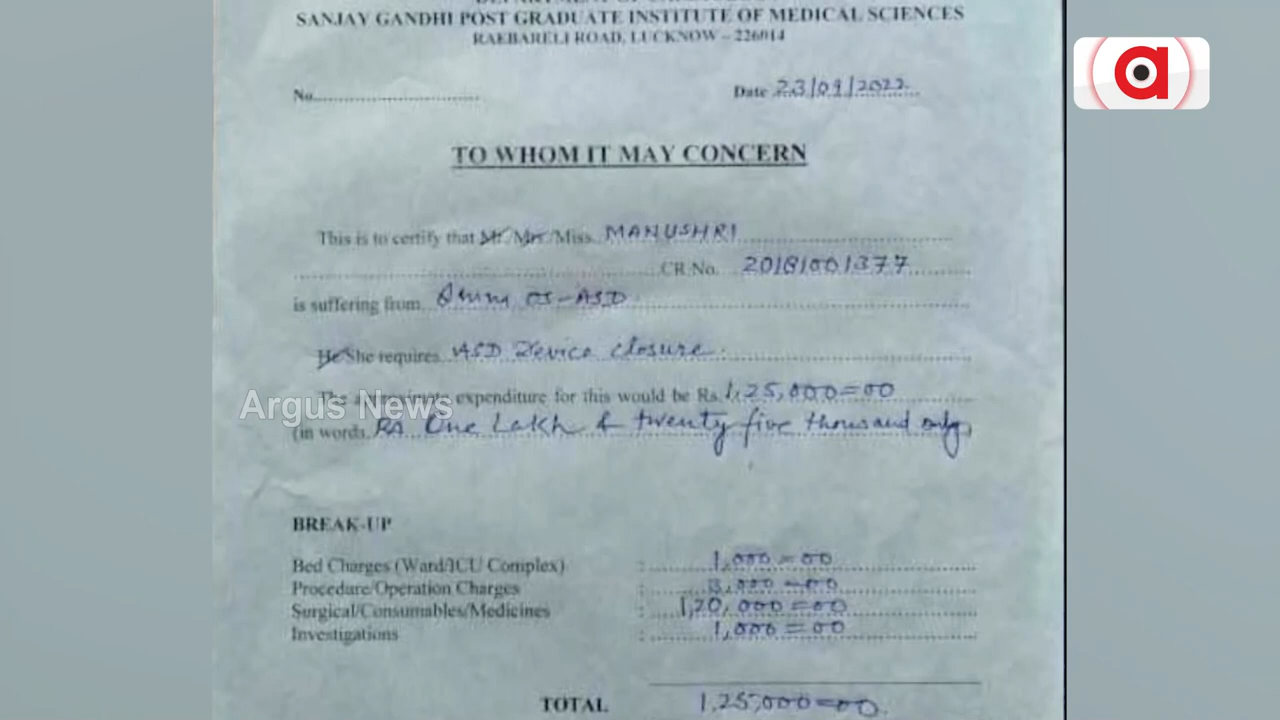 SANJAY GANDHI POST GRADUATE INSTITUTE OF MEDICAL SCIENCES
RAEBARELI ROAD, LUCKNOW – 226014
a
No.
Date 23/09/2022
TO WHOM IT MAY CONCERN
This is to certify that Mr/Mrs/Miss. MANUSHRI
CR No. 20181001377
is suffering from OS-ASD
He/She requires ASD Device closure.
expenditure for this would be Rs. 1,25,000=00
Argus News
(in words. RS. One Lakh & twenty five thousand only)
BREAK-UP
Bed Charges (Ward/ICU Complex) : 1,000=00
Procedure/Operation Charges : 3,000=00
Surgical/Consumables/Medicines : 1,20,000=00
Investigations : 1,000=00
TOTAL 1,25,000=00